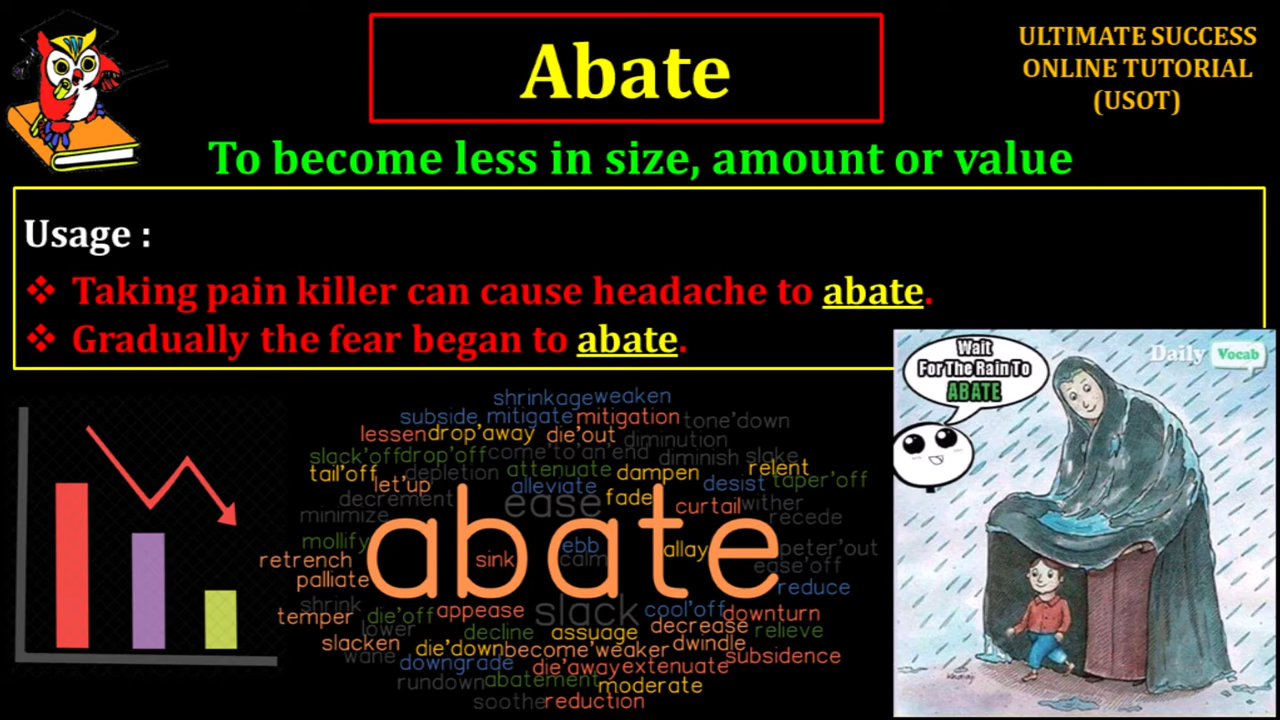 Abate
ULTIMATE SUCCESS
ONLINE TUTORIAL
(USOT)
To become less in size, amount or value
Usage :
❖ Taking pain killer can cause headache to abate.
❖ Gradually the fear began to abate.
Wait
For The Rain To
ABATE
Daily Vocab
shrinkage weaken
subside mitigate mitigation tone'down
lessen drop'away die'out diminution
slack'off drop'off come'to'an'end diminish slake
tail'off depletion attenuate dampen relent
let'up alleviate desist taper'off
decrement ease fade curtail wither
minimize recede
abate
mollify ebb allay peter'out
retrench sink calm ease'off
palliate reduce
shrink slack
temper die'off appease cool'off downturn
lower decline assuage decrease relieve
slacken die'down become'weaker dwindle
wane downgrade die'away extenuate subsidence
rundown abatement moderate
soothe reduction